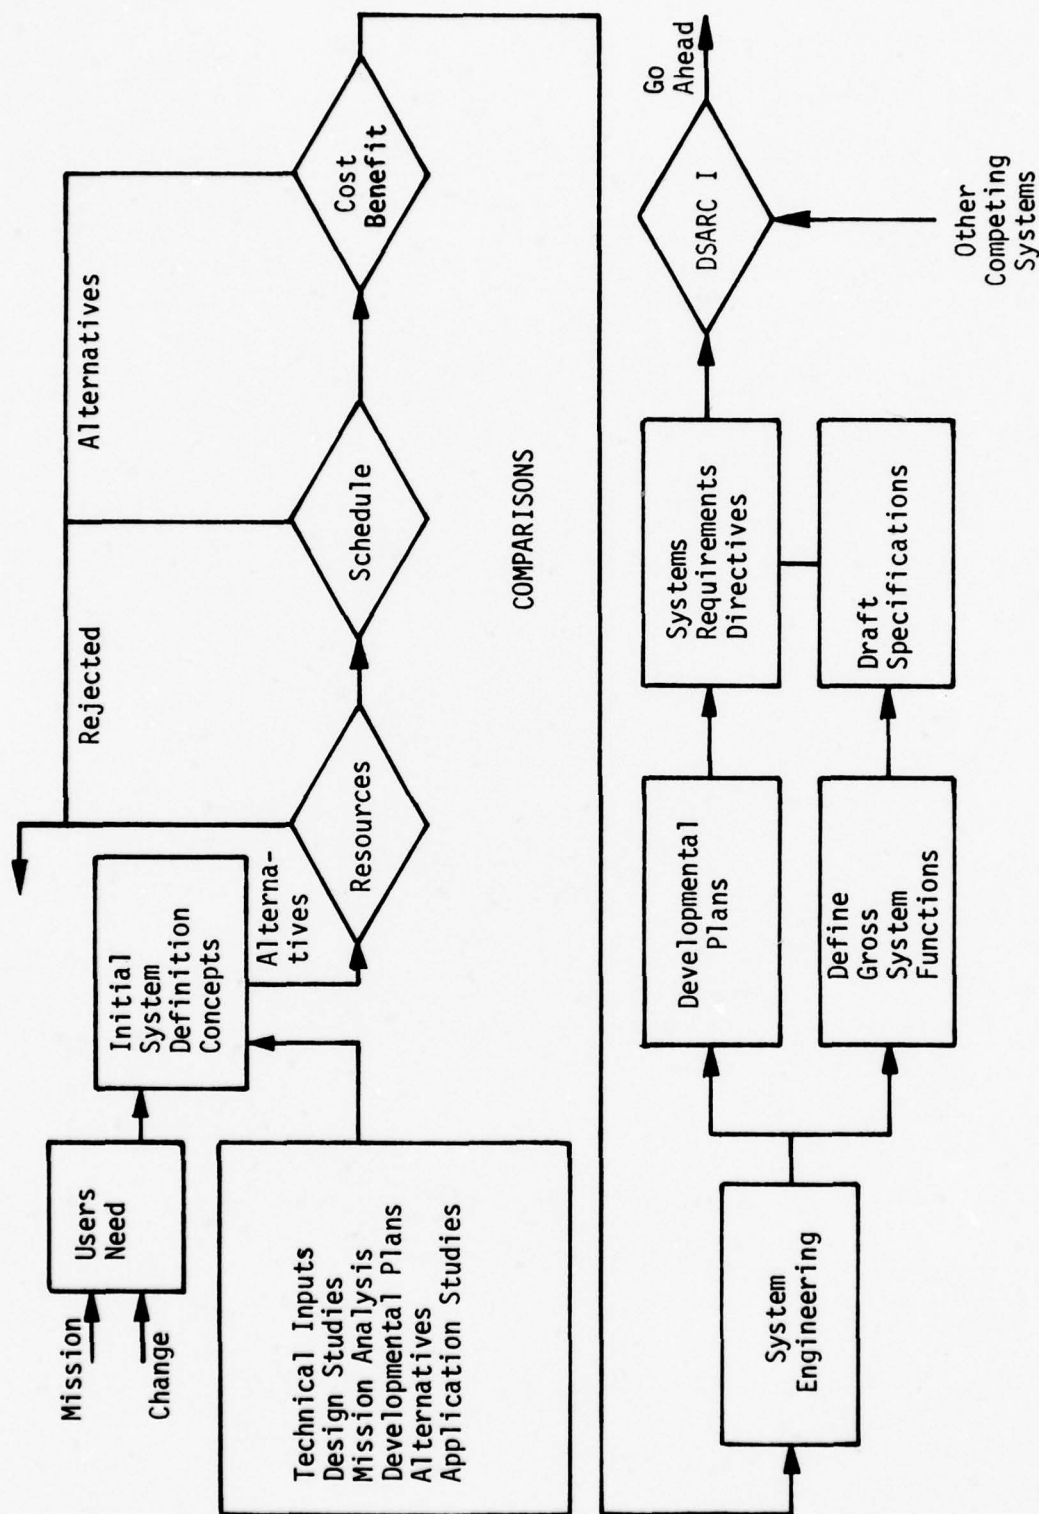 Mission
Change
Users
Need
Initial
System
Definition
Concepts
Technical Inputs
Design Studies
Mission Analysis
Developmental Plans
Alternatives
Application Studies
Alterna-
tives
Rejected
Alternatives
Resources
Schedule
Cost
Benefit
COMPARISONS
System
Engineering
Developmental
Plans
Define
Gross
System
Functions
Systems
Requirements
Directives
Draft
Specifications
DSARC I
Go
Ahead
Other
Competing
Systems